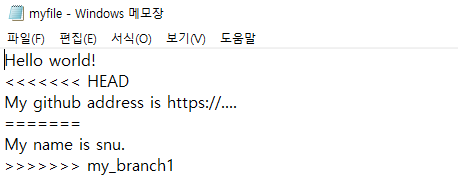 myfile - Windows 메모장
파일(F) 편집(E) 서식(O) 보기(V) 도움말
Hello world!
<<<<<<< HEAD
My github address is https://....
=======
My name is snu.
>>>>>>> my_branch1